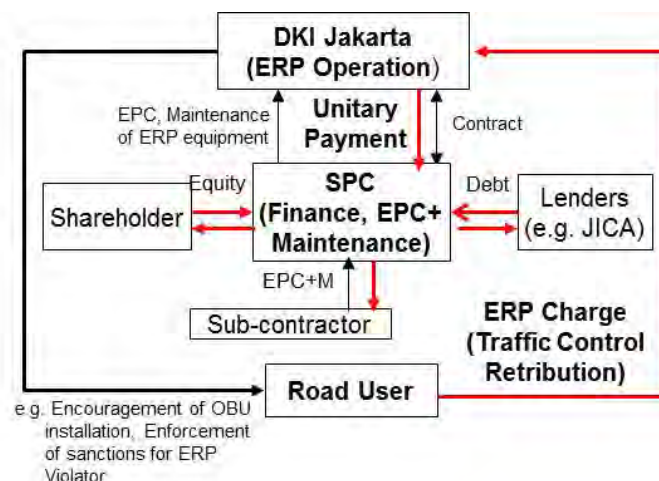 DKI Jakarta
(ERP Operation)
EPC, Maintenance
of ERP equipment
Unitary
Payment
Contract
Equity
SPC
(Finance, EPC+
Maintenance)
Debt
Shareholder
Lenders
(e.g. JICA)
EPC+M
Sub-contractor
ERP Charge
(Traffic Control
Retribution)
Road User
e.g. Encouragement of OBU
installation, Enforcement
of sanctions for ERP
Violator